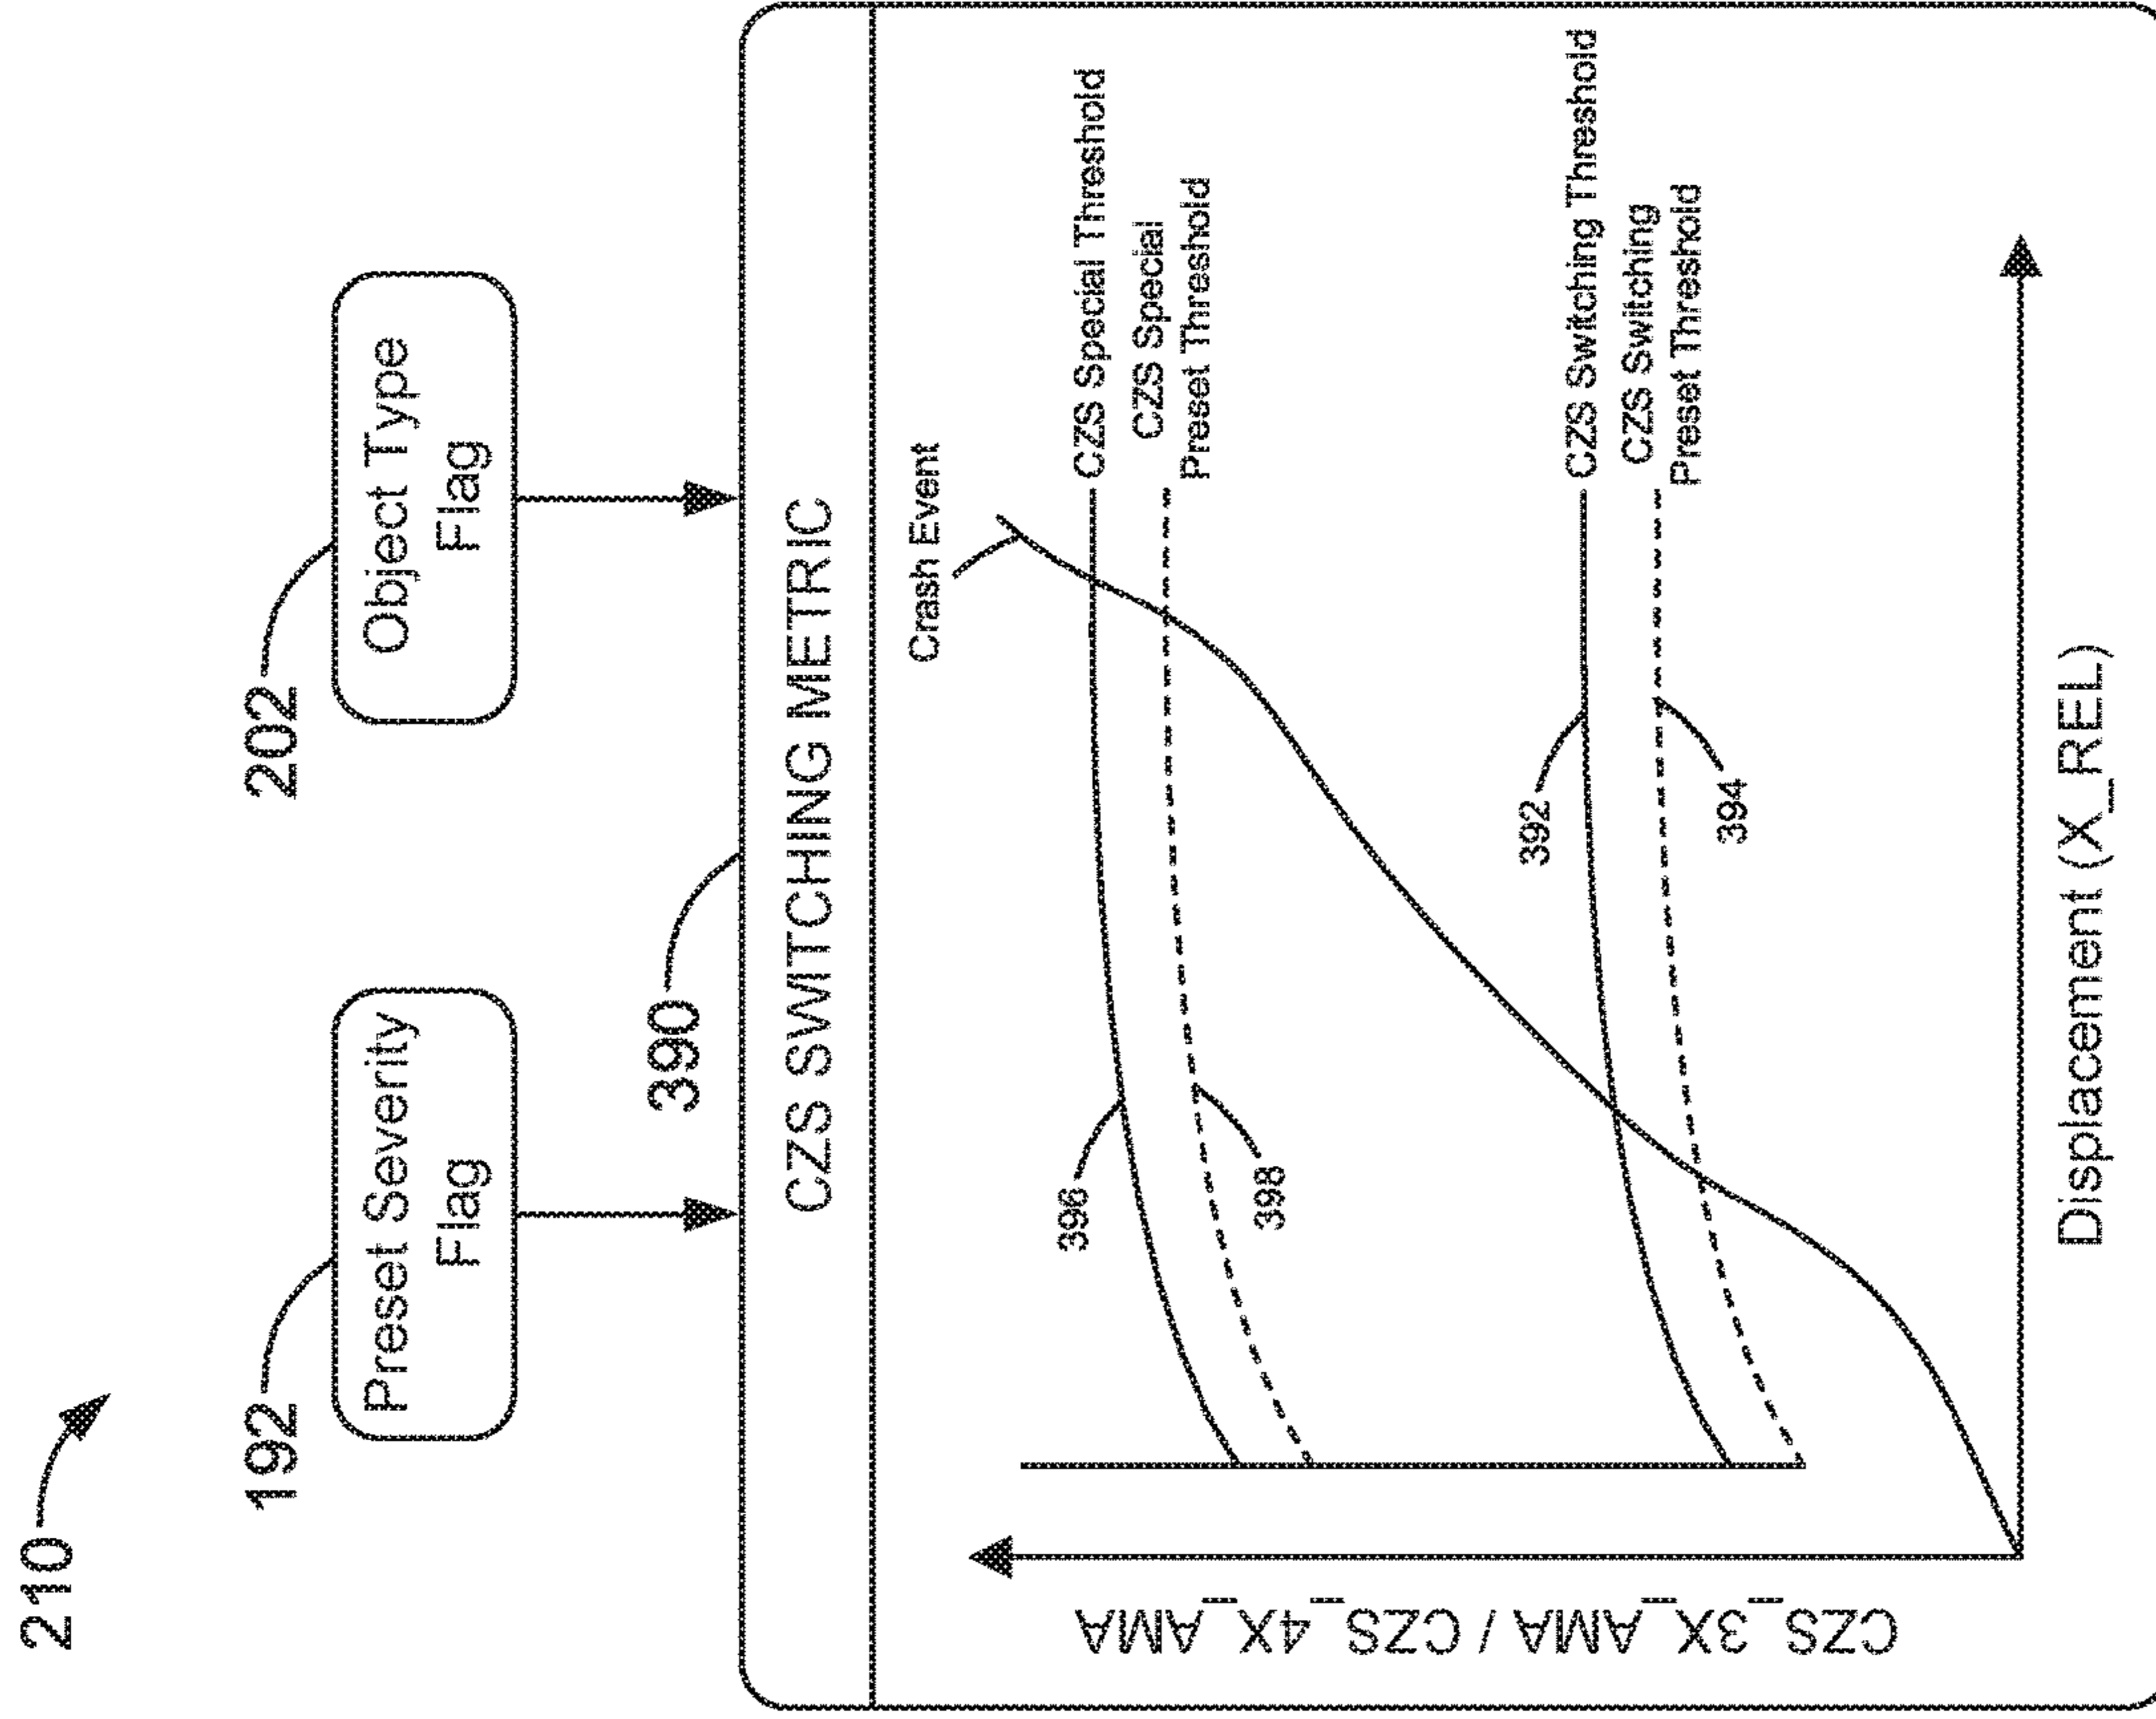 210
192
202
Preset Severity
Flag
Object Type
Flag
390
CZS SWITCHING METRIC
Crash Event
CZS Special Threshold
CZS Special
Preset Threshold
396
398
CZS Switching Threshold
CZS Switching
Preset Threshold
392
394
CZS_3X_AMA / CZS_4X_AMA
Displacement (X_REL)